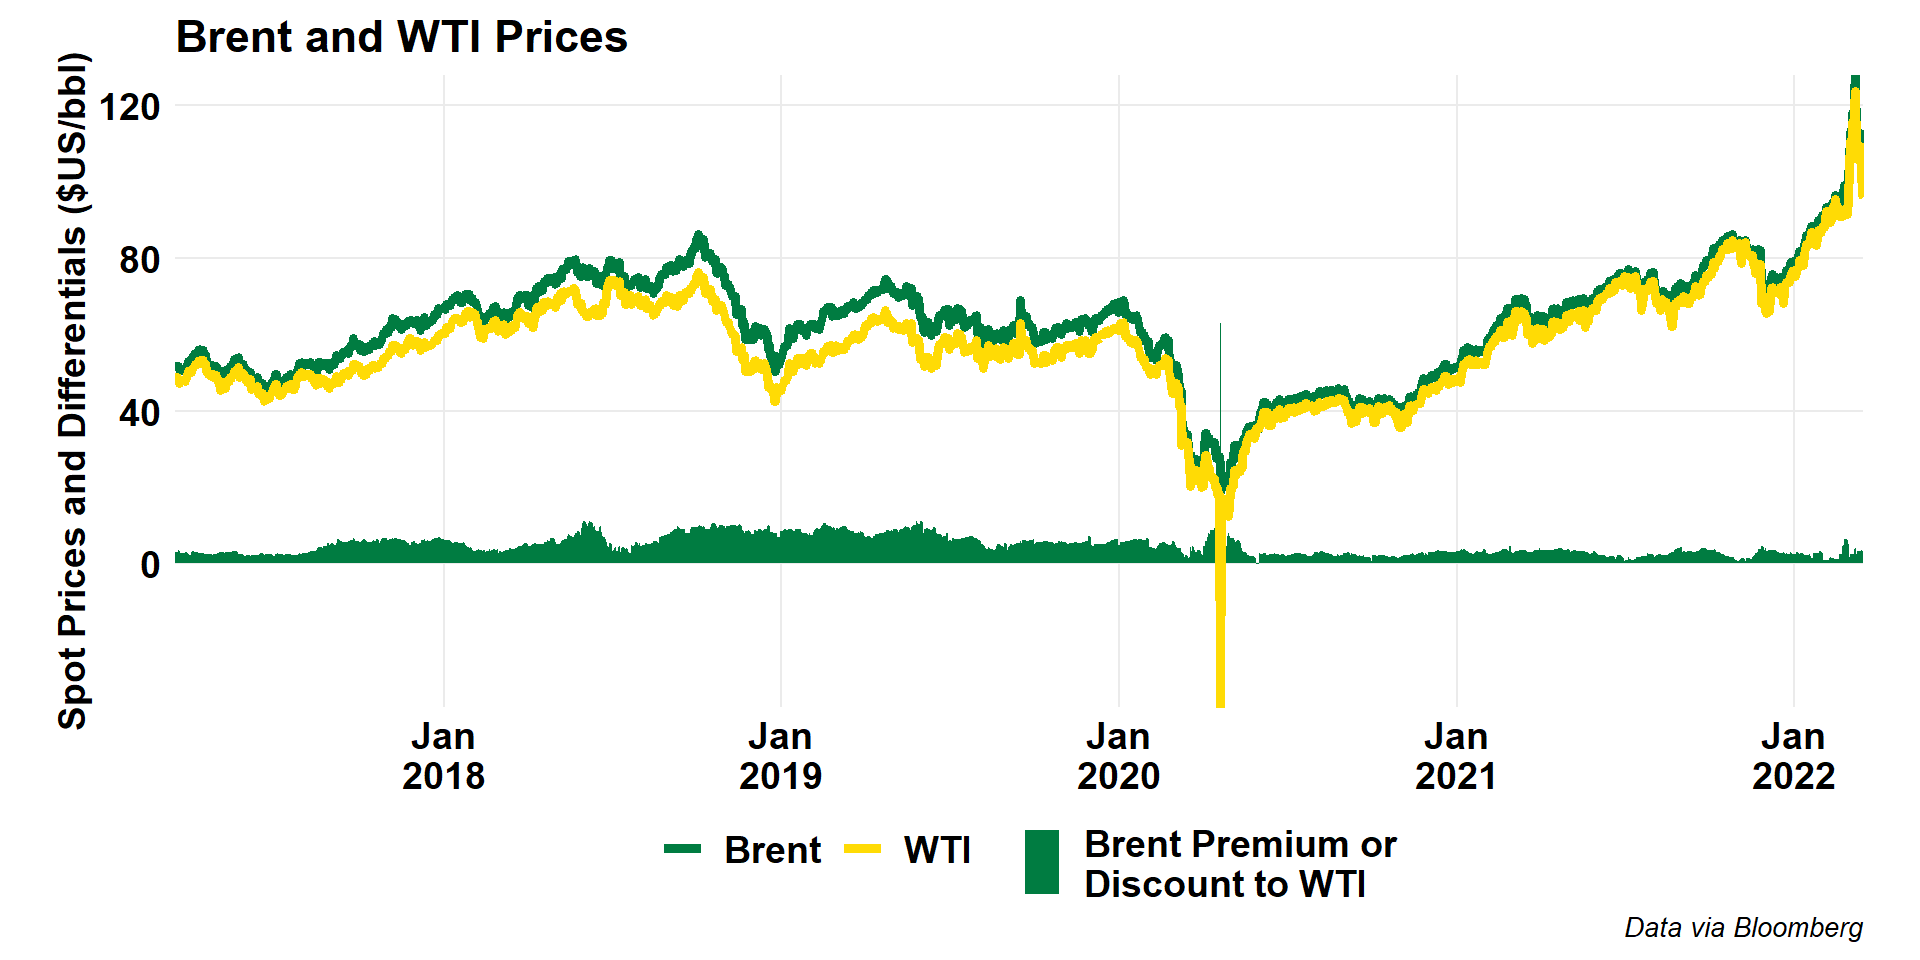 Brent and WTI Prices
Spot Prices and Differentials ($US/bbl)
120
80
40
0
Jan
2018
Jan
2019
Jan
2020
Jan
2021
Jan
2022
Brent
WTI
Brent Premium or
Discount to WTI
Data via Bloomberg